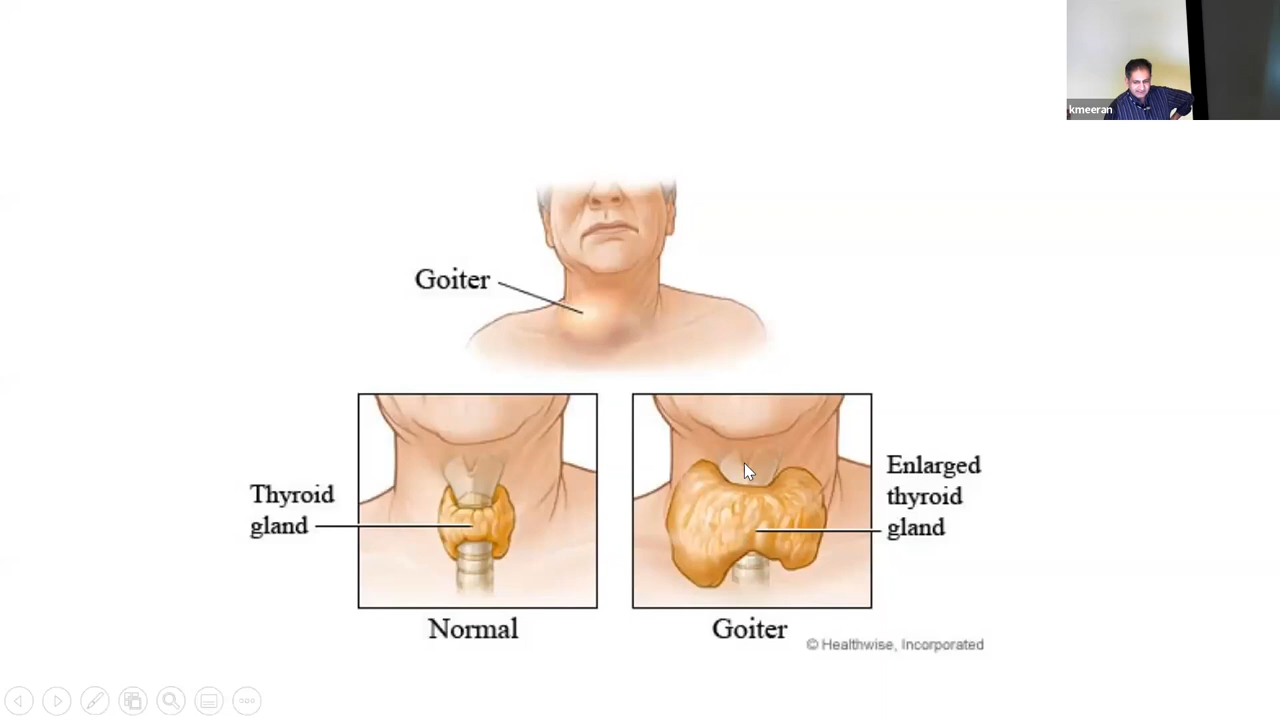 kmeeran
Goiter
Thyroid
gland
Enlarged
thyroid
gland
Normal
Goiter
© Healthwise, Incorporated